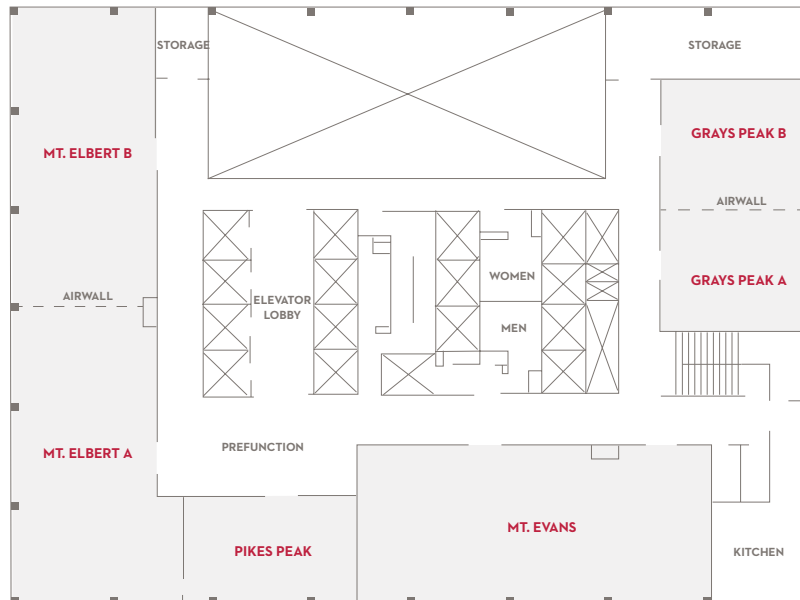 STORAGE
STORAGE
GRAYS PEAK B
MT. ELBERT B
AIRWALL
WOMEN
GRAYS PEAK A
AIRWALL
ELEVATOR
LOBBY
MEN
PREFUNCTION
MT. ELBERT A
MT. EVANS
PIKES PEAK
KITCHEN